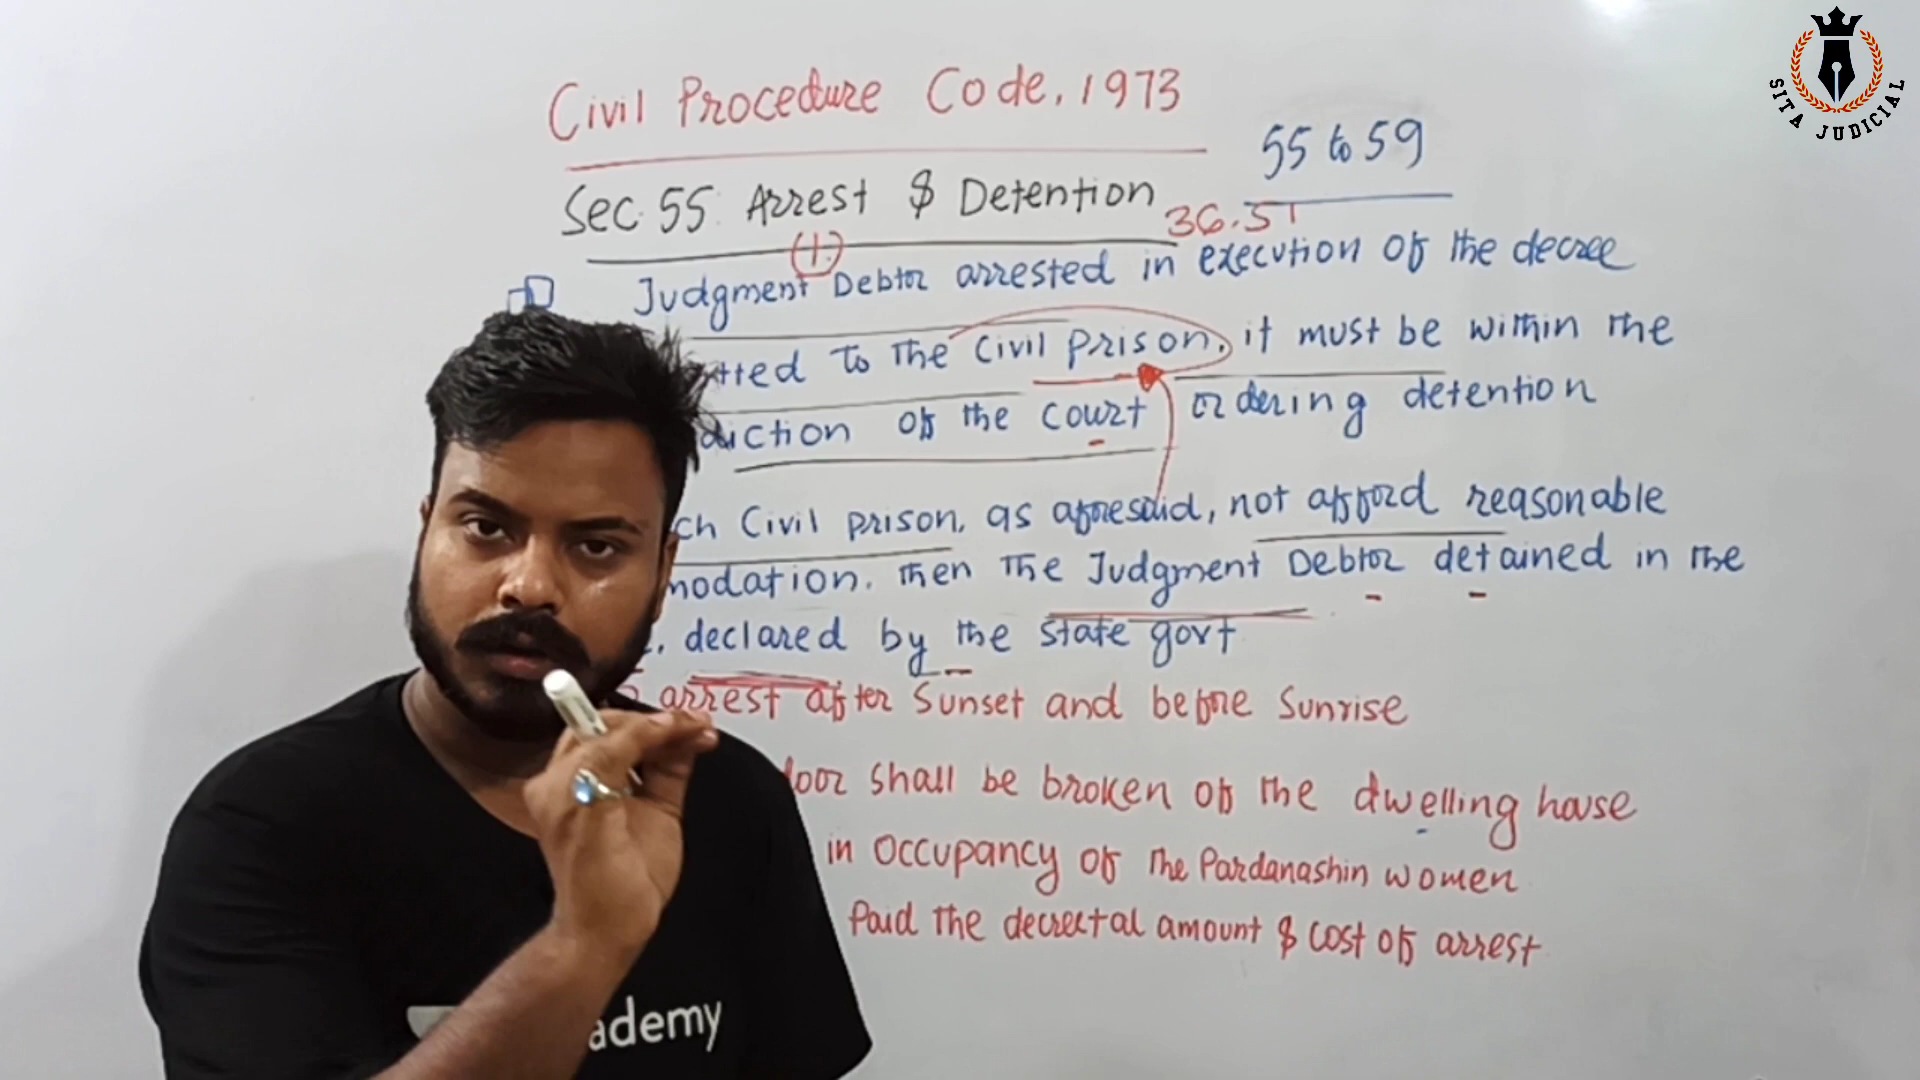 SITA JUDICIAL
Civil Procedure Code, 1973
55 to 59
Sec. 55 Arrest $ Detention
36.51
(1)
Judgment Debtor arrested in execution of the decree
to the civil prison, it must be within the
of the court ordering detention
Civil prison, as aforesaid, not afford reasonable
then the Judgment Debtor detained in the
declared by the state govt
arrest after Sunset and before Sunrise
door shall be broken of the dwelling house
in occupancy of the Pardanashin women
Paid the decreetal amount $ cost of arrest
ademy